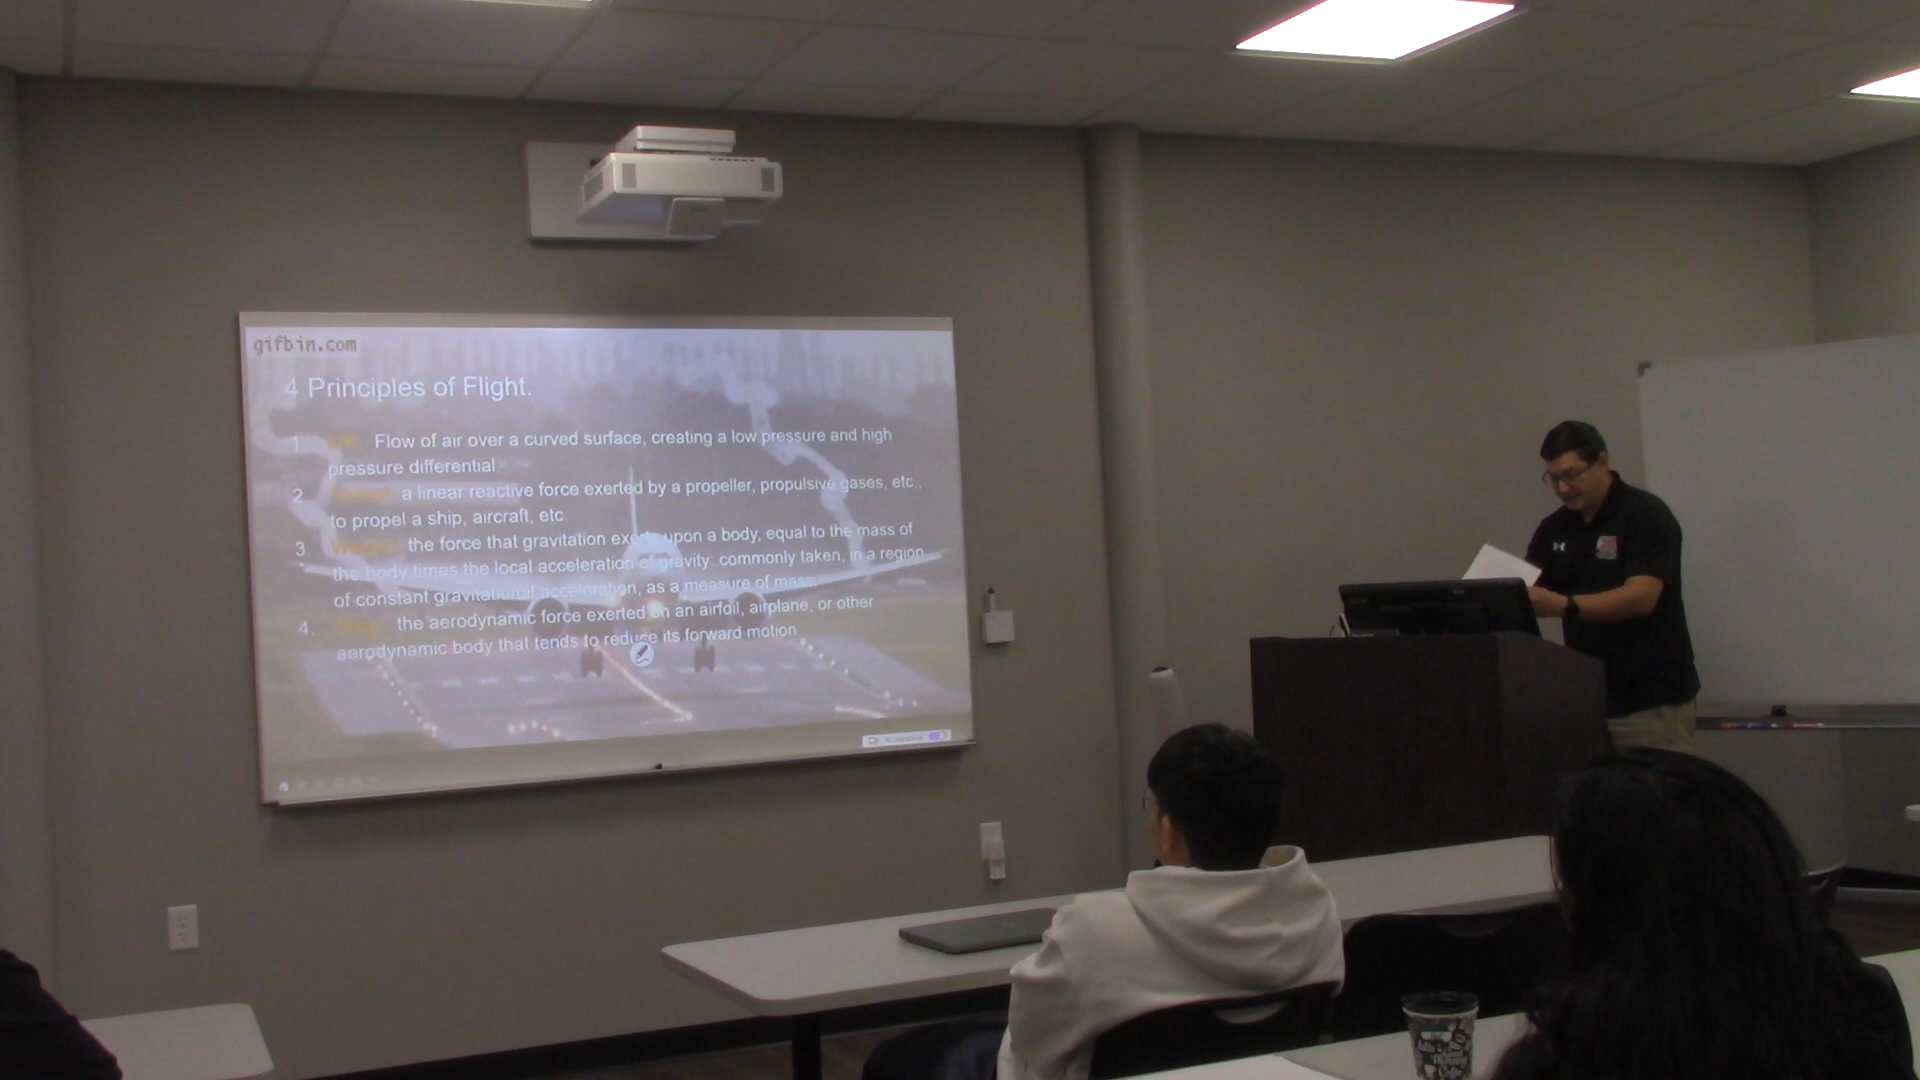 gifbin.com
4 Principles of Flight.
1. Lift: Flow of air over a curved surface, creating a low pressure and high
pressure differential
2. a linear reactive force exerted by a propeller, propulsive gases, etc.,
to propel a ship, aircraft, etc.
3. Weight: the force that gravitation exerts upon a body, equal to the mass of
the body times the local acceleration of gravity: commonly taken, in a region
of constant gravitational acceleration, as a measure of mass.
4. the aerodynamic force exerted on an airfoil, airplane, or other
aerodynamic body that tends to reduce its forward motion